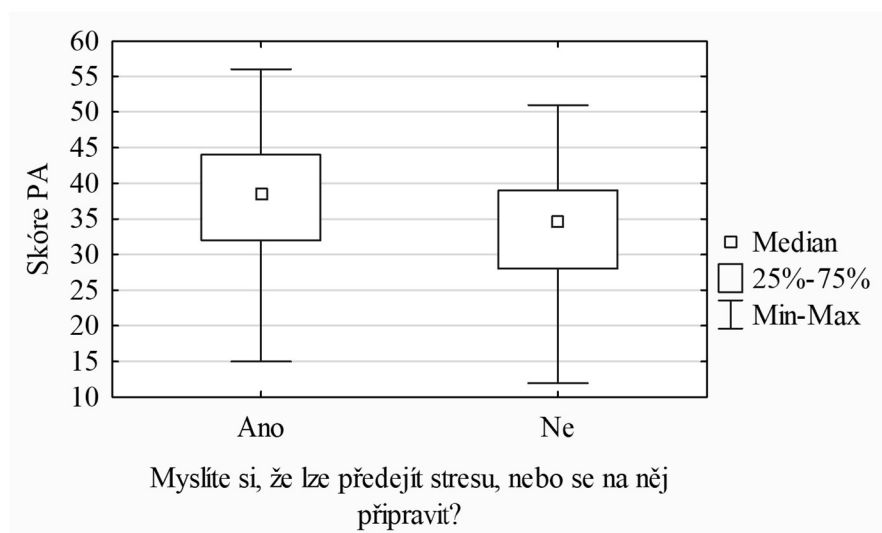 60
55
50
45
40
35
30
25
20
15
10
Skóre PA
Ano
Ne
Myslíte si, že lze předejít stresu, nebo se na něj
připravit?
Median
25%-75%
Min-Max